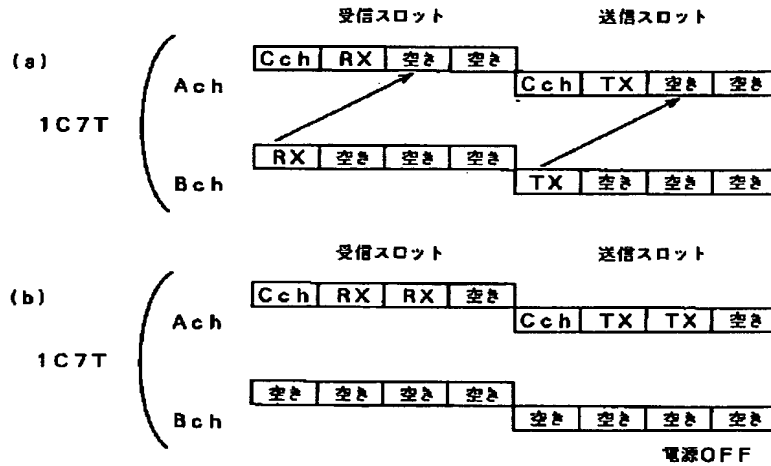 受信スロット 送信スロット
(a)
Cch RX 空き 空き
Ach
Cch TX 空き 空き
1C7T
RX 空き 空き 空き
Bch
TX 空き 空き 空き
受信スロット 送信スロット
(b)
Cch RX RX 空き
Ach
Cch TX TX 空き
1C7T
空き 空き 空き 空き
Bch
空き 空き 空き 空き
電源OFF